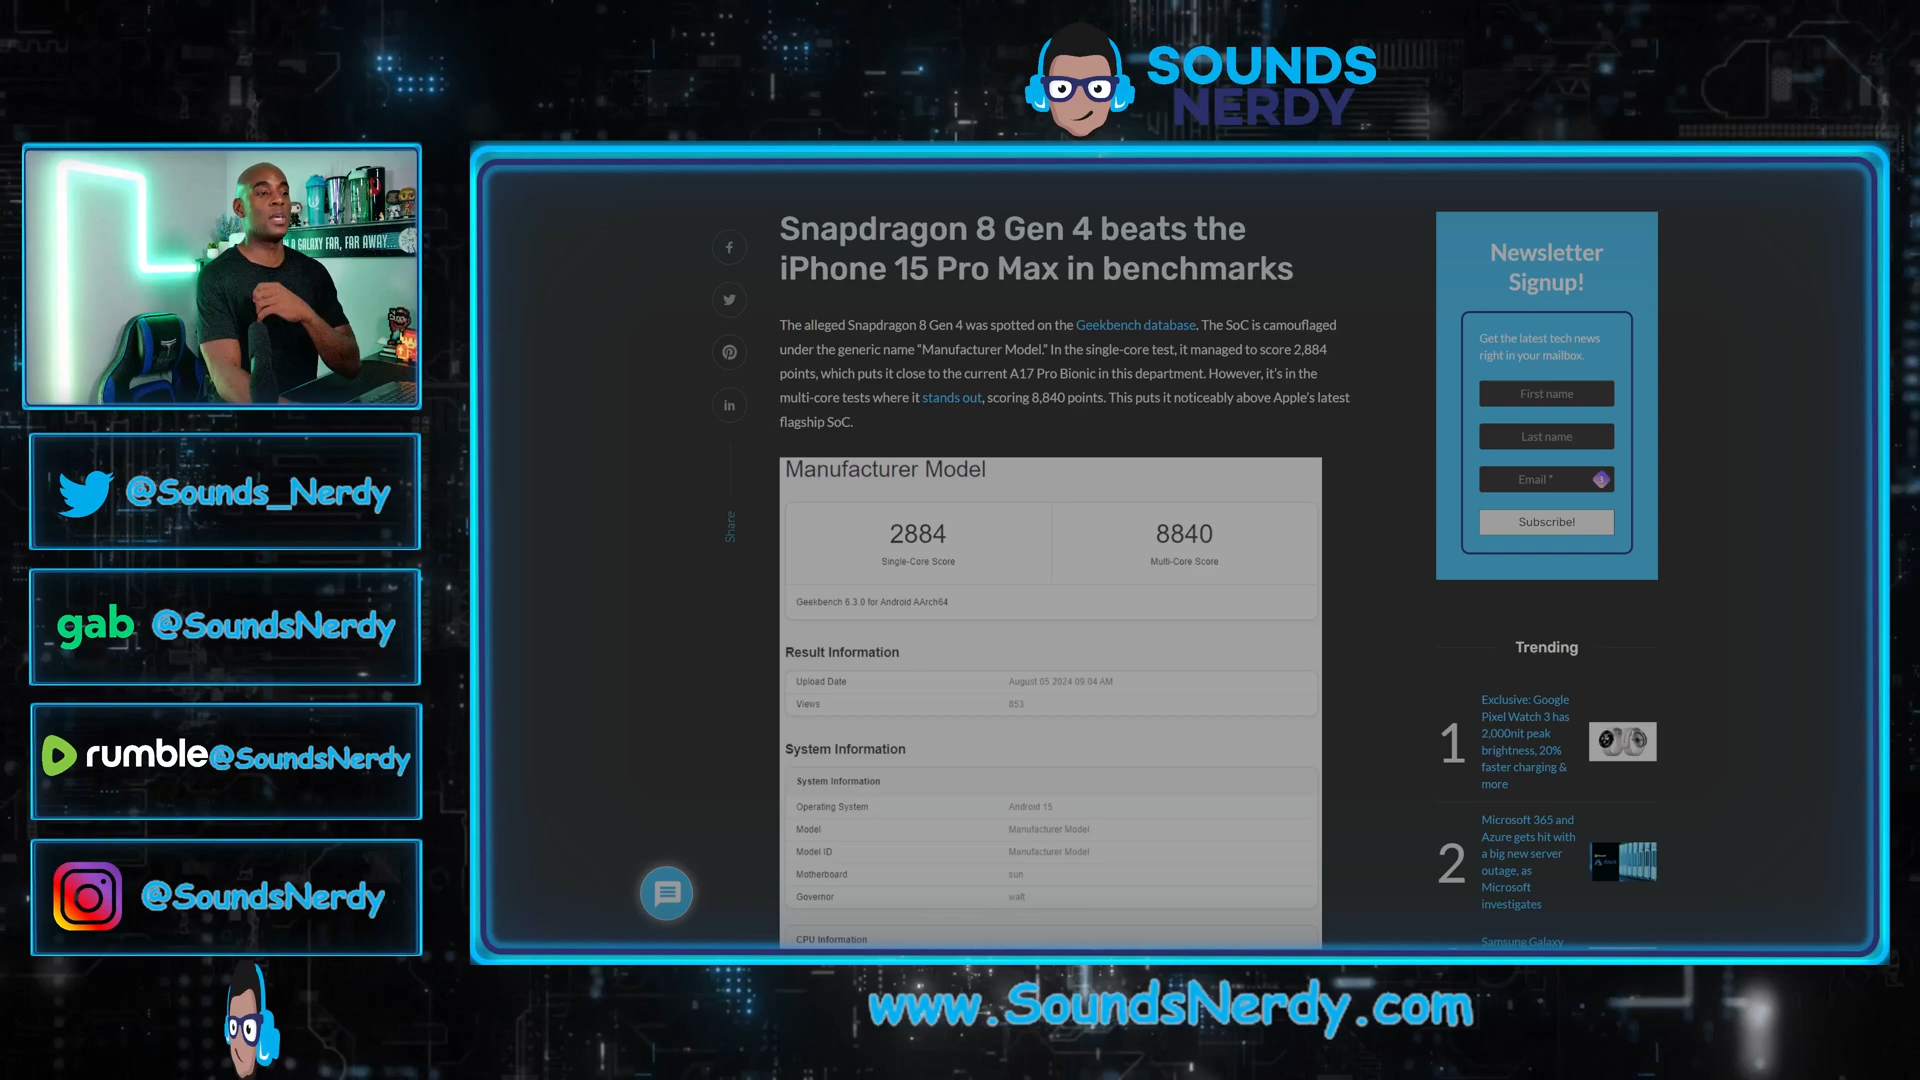 SOUNDS
NERDY
N A GALAXY FAR, FAR AWAY...
@Sounds_Nerdy
gab @SoundsNerdy
rumble @SoundsNerdy
@SoundsNerdy
Share
Snapdragon 8 Gen 4 beats the
iPhone 15 Pro Max in benchmarks
The alleged Snapdragon 8 Gen 4 was spotted on the Geekbench database. The SoC is camouflaged
under the generic name “Manufacturer Model.” In the single-core test, it managed to score 2,884
points, which puts it close to the current A17 Pro Bionic in this department. However, it’s in the
multi-core tests where it stands out, scoring 8,840 points. This puts it noticeably above Apple’s latest
flagship SoC.
Manufacturer Model
2884 8840
Single-Core Score Multi-Core Score
Geekbench 6.3.0 for Android AArch64
Result Information
Upload Date August 05 2024 09:04 AM
Views 853
System Information
System Information
Operating System Android 15
Model Manufacturer Model
Model ID Manufacturer Model
Motherboard sun
Governor walt
CPU Information
Newsletter
Signup!
Get the latest tech news
right in your mailbox.
First name
Last name
Email *
Subscribe!
Trending
1
Exclusive: Google
Pixel Watch 3 has
2,000nit peak
brightness, 20%
faster charging &
more
2
Microsoft 365 and
Azure gets hit with
a big new server
outage, as
Microsoft
investigates
Samsung Galaxy
www.SoundsNerdy.com